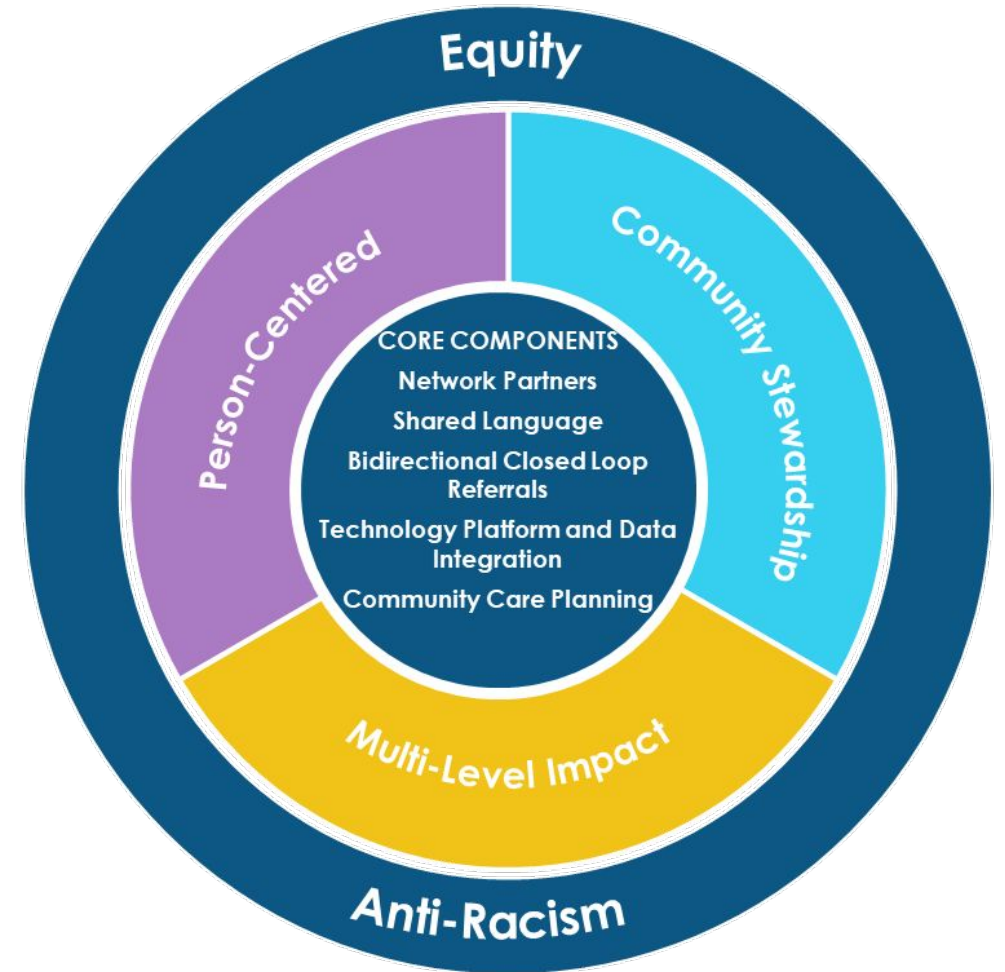 Equity
Person-Centered
Community Stewardship
CORE COMPONENTS
Network Partners
Shared Language
Bidirectional Closed Loop
Referrals
Technology Platform and Data
Integration
Community Care Planning
Multi-Level Impact
Anti-Racism